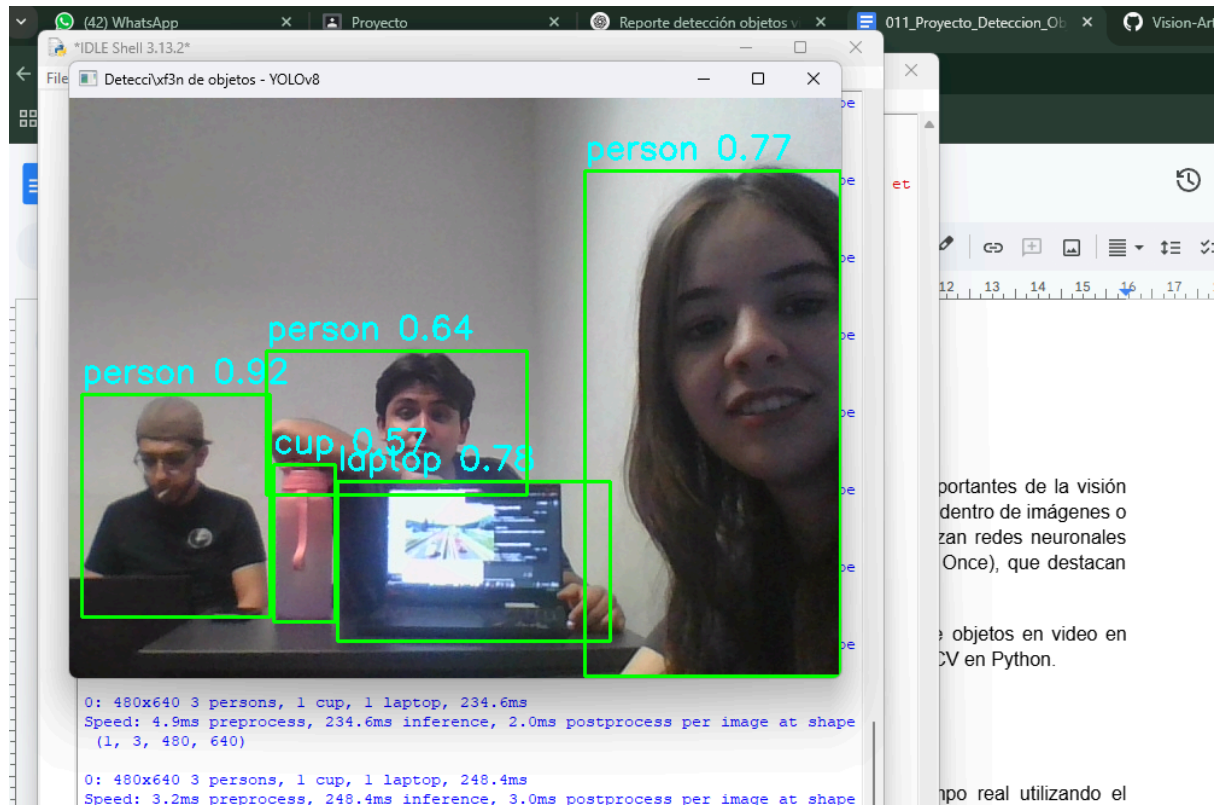 (42) WhatsApp
Proyecto
Reporte detección objetos v
011_Proyecto_Deteccion_Ob
Vision-Art
*IDLE Shell 3.13.2*
File
Detecci\xf3n de objetos - YOLOv8
person 0.77
et
12 13 14 15 16 17
person 0.64
person 0.92
cup 0.57
laptop 0.78
portantes de la visión
dentro de imágenes o
zan redes neuronales
Once), que destacan
objetos en video en
CV en Python.
0: 480x640 3 persons, 1 cup, 1 laptop, 234.6ms
Speed: 4.9ms preprocess, 234.6ms inference, 2.0ms postprocess per image at shape
(1, 3, 480, 640)
0: 480x640 3 persons, 1 cup, 1 laptop, 248.4ms
Speed: 3.2ms preprocess, 248.4ms inference, 3.0ms postprocess per image at shape
mpo real utilizando el